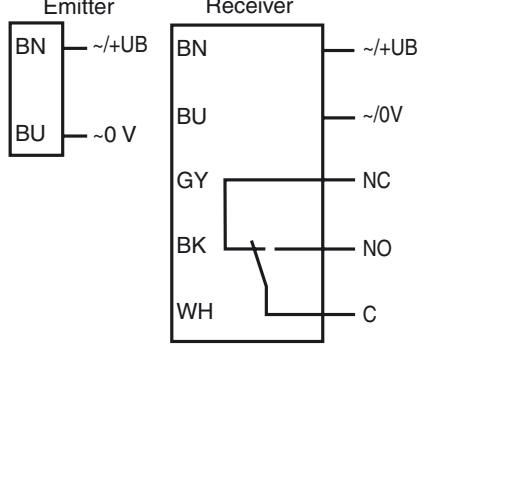 Emitter
BN ~/+UB
BU ~0 V
Receiver
BN ~/+UB
BU ~/0V
GY NC
BK NO
WH C